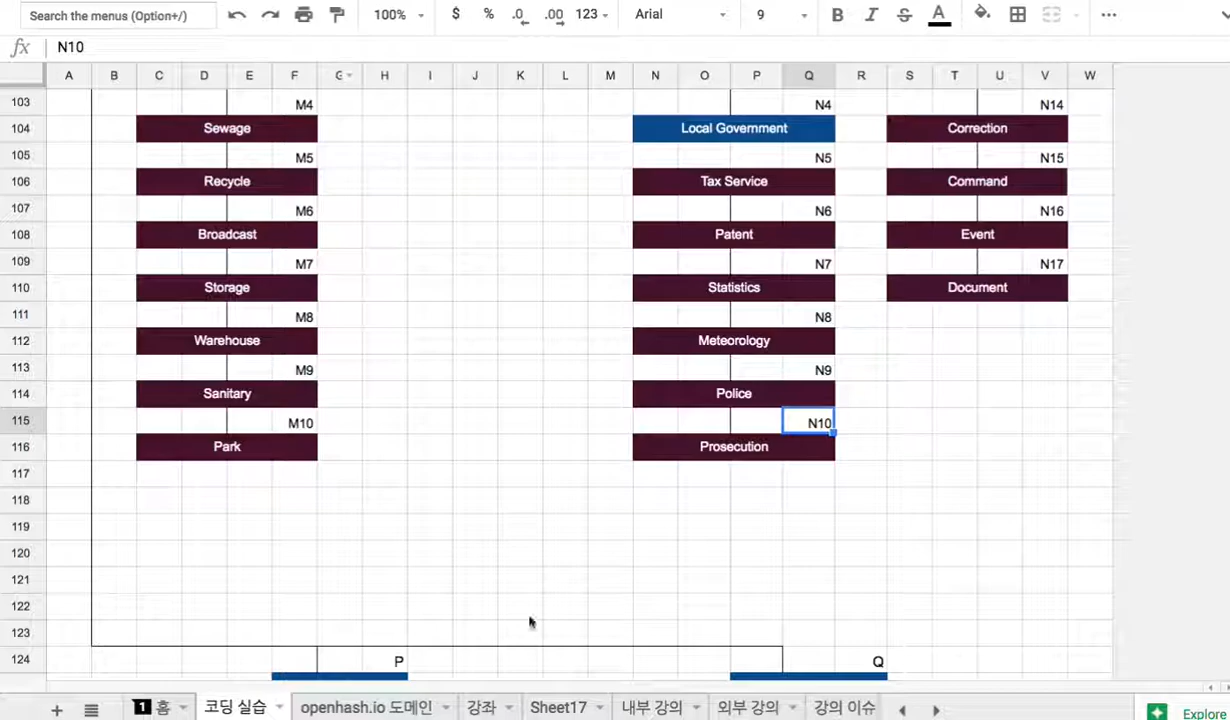 Search the menus (Option+/) 100% $ % .0 .00 123 Arial 9 B I S A ...
fx N10
A B C D E F G H I J K L M N O P Q R S T U V W
103 M4 N4 N14
104 Sewage Local Government Correction
105 M5 N5 N15
106 Recycle Tax Service Command
107 M6 N6 N16
108 Broadcast Patent Event
109 M7 N7 N17
110 Storage Statistics Document
111 M8 N8
112 Warehouse Meteorology
113 M9 N9
114 Sanitary Police
115 M10 N10
116 Park Prosecution
117
118
119
120
121
122
123
124 P Q
1 홈 코딩 실습 openhash.io 도메인 강좌 Sheet17 내부 강의 외부 강의 강의 이슈 Explore